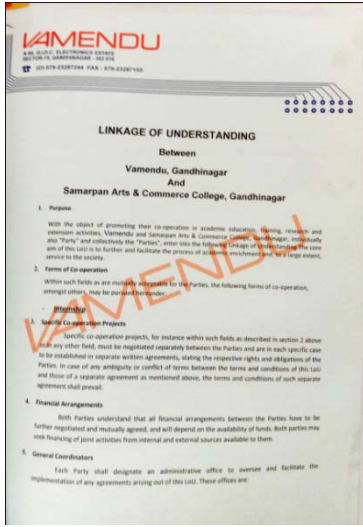 VAMENDU
A-96, G.I.D.C. ELECTRONICS ESTATE
SECTOR-25, GANDHINAGAR - 382 016
(O) 079-23287244 FAX : 079-23287153
LINKAGE OF UNDERSTANDING
Between
Vamendu, Gandhinagar
And
Samarpan Arts & Commerce College, Gandhinagar
1. Purpose
With the object of promoting their co-operation in academic education, training, research and
extension activities, Vamendu and Samarpan Arts & Commerce College, Gandhinagar, individually
also "Party" and collectively the "Parties", enter into the following Linkage of Understanding The core
aim of this LoU is to further and facilitate the process of academic enrichment and, to a large extent,
service to the society.
2. Forms of Co-operation
Within such fields as are mutually acceptable for the Parties, the following forms of co-operation,
amongst others, may be pursued hereunder:
- Internship
3. Specific Co-operation Projects
Specific co-operation projects, for instance within such fields as described in section 2 above
or in any other field, must be negotiated separately between the Parties and are in each specific case
to be established in separate written agreements, stating the respective rights and obligations of the
Parties. In case of any ambiguity or conflict of terms between the terms and conditions of this LoU
and those of a separate agreement as mentioned above, the terms and conditions of such separate
agreement shall prevail.
4. Financial Arrangements
Both Parties understand that all financial arrangements between the Parties have to be
further negotiated and mutually agreed, and will depend on the availability of funds. Both parties may
seek financing of joint activities from internal and external sources available to them.
5. General Coordinators
Each Party shall designate an administrative office to oversee and facilitate the
implementation of any agreements arising out of this LoU. These offices are:
VAMENDU